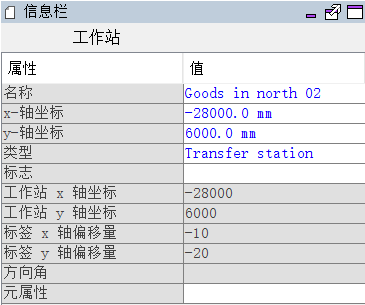 信息栏
工作站
属性 值
名称 Goods in north 02
x-轴坐标 -28000.0 mm
y-轴坐标 6000.0 mm
类型 Transfer station
标志
工作站 x 轴坐标 -28000
工作站 y 轴坐标 6000
标签 x 轴偏移量 -10
标签 y 轴偏移量 -20
方向角
元属性